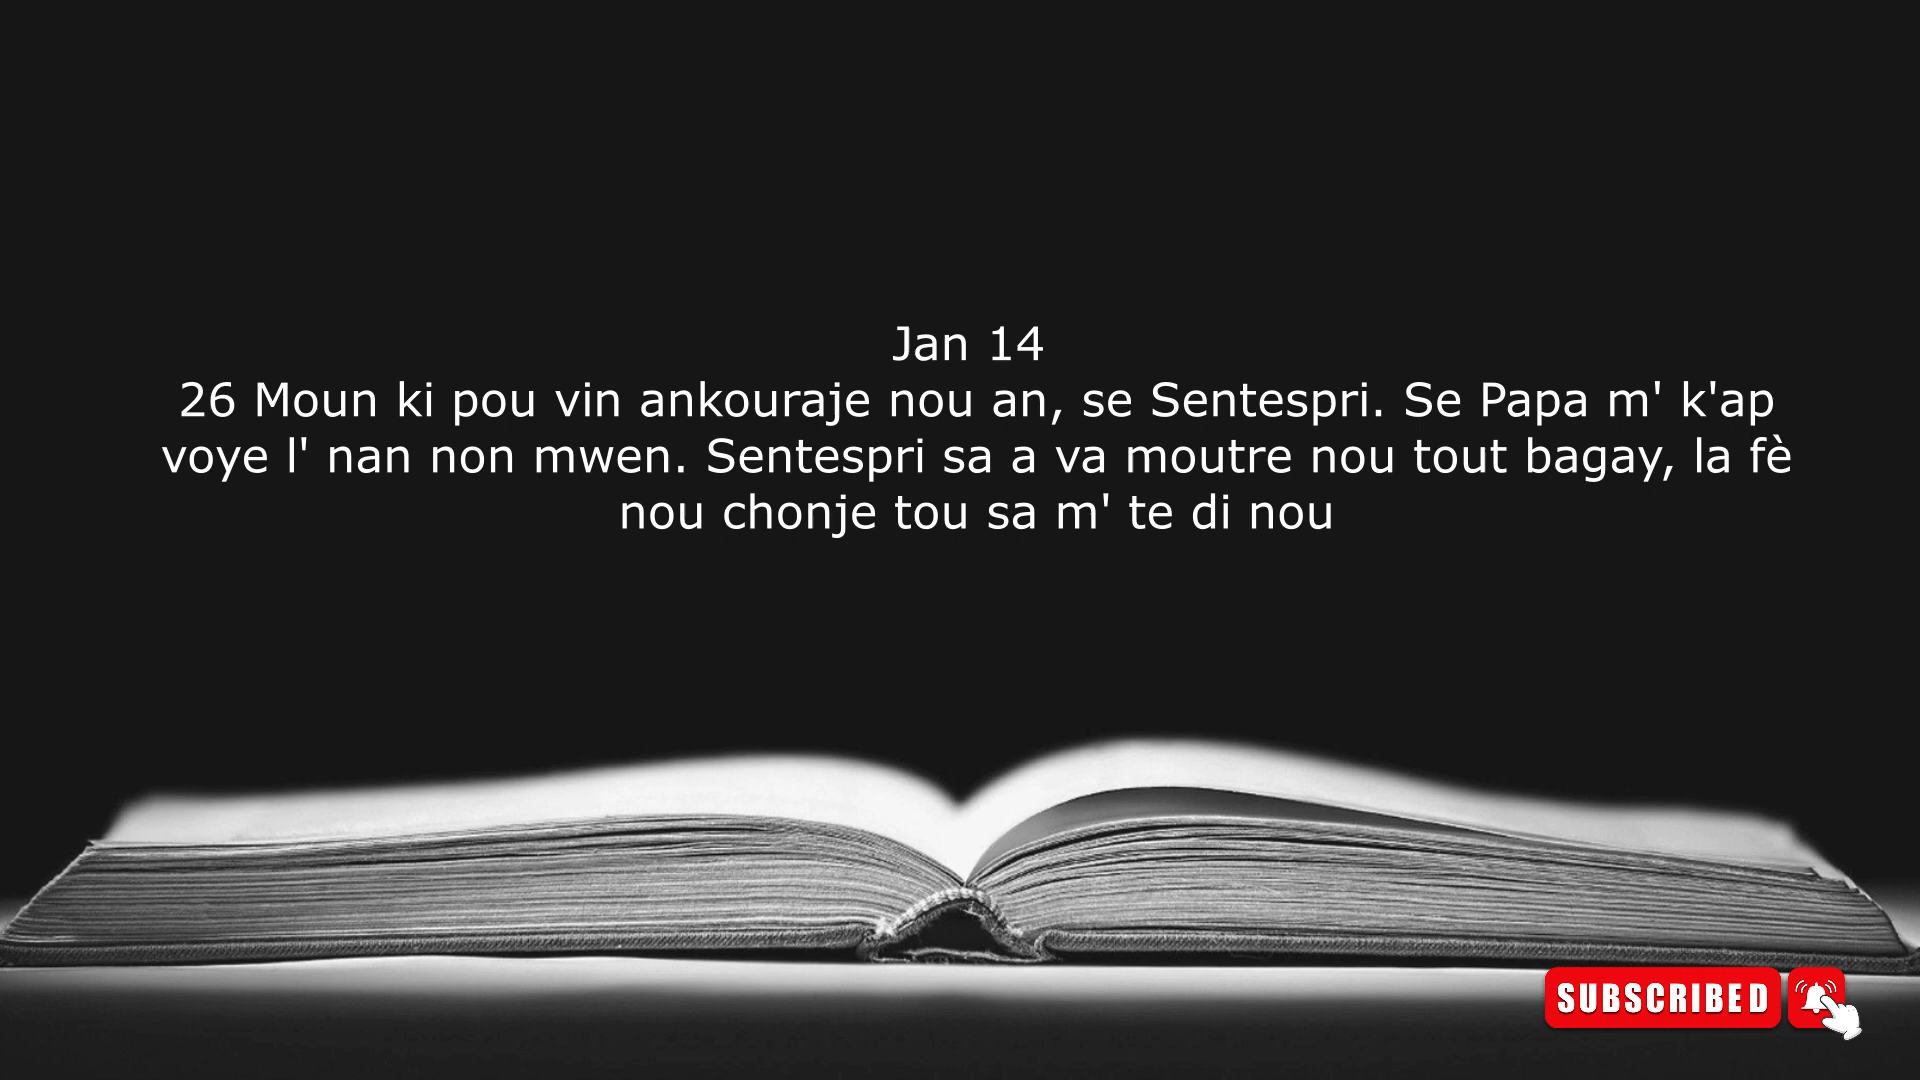 Jan 14
26 Moun ki pou vin ankouraje nou an, se Sentespri. Se Papa m' k'ap
voye l' nan non mwen. Sentespri sa a va moutre nou tout bagay, la fè
nou chonje tou sa m' te di nou
SUBSCRIBED